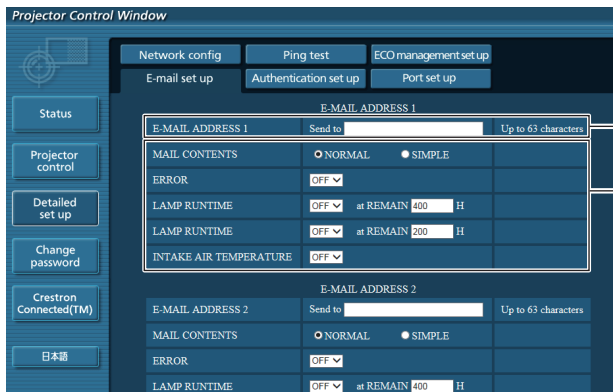 Projector Control Window
Network config Ping test ECO management set up
E-mail set up Authentication set up Port set up
Status
Projector control
Detailed set up
Change password
Crestron Connected(TM)
日本語
E-MAIL ADDRESS 1
E-MAIL ADDRESS 1 Send to Up to 63 characters
MAIL CONTENTS NORMAL SIMPLE
ERROR OFF
LAMP RUNTIME OFF at REMAIN 400 H
LAMP RUNTIME OFF at REMAIN 200 H
INTAKE AIR TEMPERATURE OFF
E-MAIL ADDRESS 2
E-MAIL ADDRESS 2 Send to Up to 63 characters
MAIL CONTENTS NORMAL SIMPLE
ERROR OFF
LAMP RUNTIME OFF at REMAIN 400 H